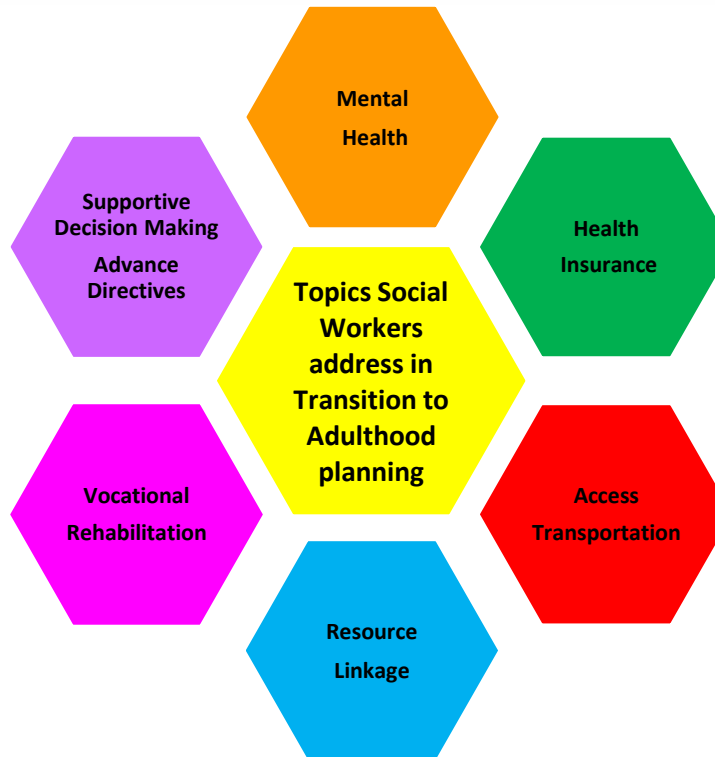 Mental
Health
Supportive
Decision Making
Advance
Directives
Health
Insurance
Topics Social
Workers
address in
Transition to
Adulthood
planning
Vocational
Rehabilitation
Access
Transportation
Resource
Linkage